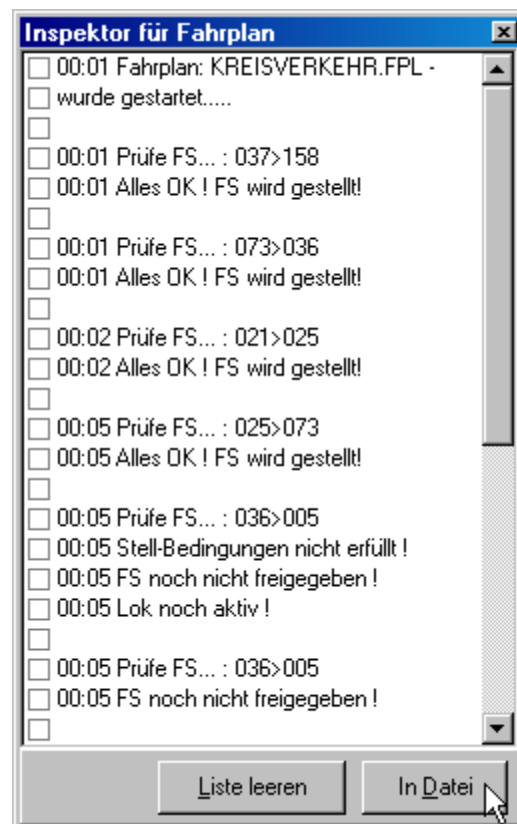 Inspektor für Fahrplan
00:01 Fahrplan: KREISVERKEHR.FPL -
wurde gestartet.....
00:01 Prüfe FS... : 037>158
00:01 Alles OK ! FS wird gestellt!
00:01 Prüfe FS... : 073>036
00:01 Alles OK ! FS wird gestellt!
00:02 Prüfe FS... : 021>025
00:02 Alles OK ! FS wird gestellt!
00:05 Prüfe FS... : 025>073
00:05 Alles OK ! FS wird gestellt!
00:05 Prüfe FS... : 036>005
00:05 Stell-Bedingungen nicht erfüllt !
00:05 FS noch nicht freigegeben !
00:05 Lok noch aktiv !
00:05 Prüfe FS... : 036>005
00:05 FS noch nicht freigegeben !
Liste leeren
In Datei